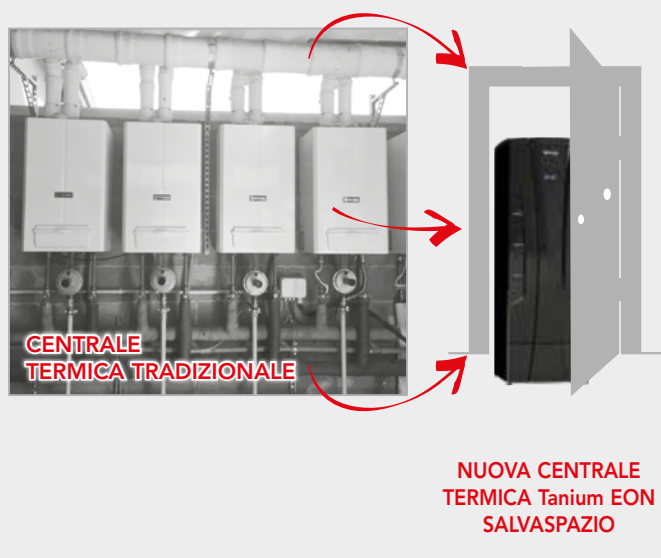 CENTRALE
TERMICA TRADIZIONALE
NUOVA CENTRALE
TERMICA Tanium EON
SALVASPAZIO